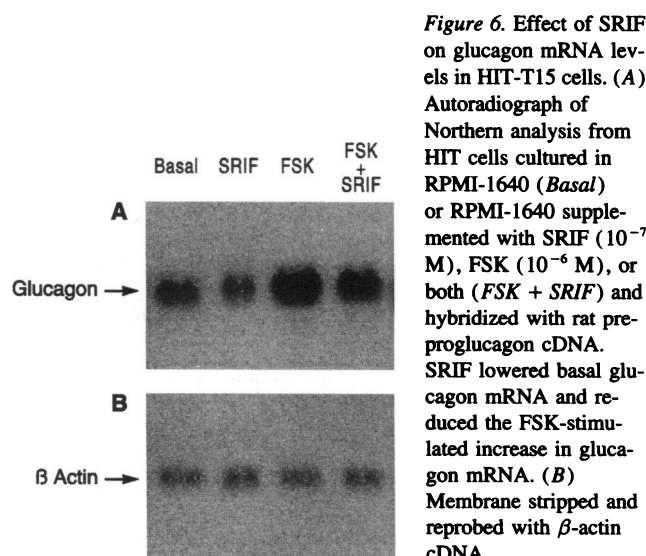 Basal SRIF FSK FSK + SRIF
A
Glucagon →
B
β Actin →
Figure 6. Effect of SRIF
on glucagon mRNA lev-
els in HIT-T15 cells. (A)
Autoradiograph of
Northern analysis from
HIT cells cultured in
RPMI-1640 (Basal)
or RPMI-1640 supple-
mented with SRIF (10⁻⁷
M), FSK (10⁻⁶ M), or
both (FSK + SRIF) and
hybridized with rat pre-
proglucagon cDNA.
SRIF lowered basal glu-
cagon mRNA and re-
duced the FSK-stimu-
lated increase in gluca-
gon mRNA. (B)
Membrane stripped and
reprobed with β-actin
cDNA